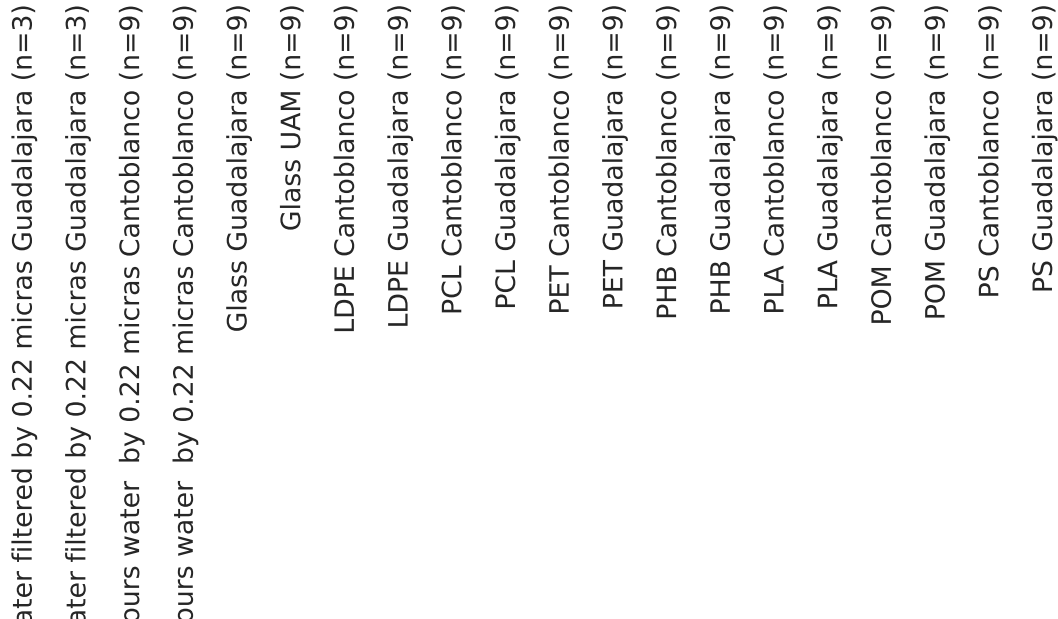 filtered by 0.22 micras Guadalajara (n=3)
filtered by 0.22 micras Guadalajara (n=3)
water by 0.22 micras Cantoblanco (n=9)
water by 0.22 micras Cantoblanco (n=9)
Glass Guadalajara (n=9)
Glass UAM (n=9)
LDPE Cantoblanco (n=9)
LDPE Guadalajara (n=9)
PCL Cantoblanco (n=9)
PCL Guadalajara (n=9)
PET Cantoblanco (n=9)
PET Guadalajara (n=9)
PHB Cantoblanco (n=9)
PHB Guadalajara (n=9)
PLA Cantoblanco (n=9)
PLA Guadalajara (n=9)
POM Cantoblanco (n=9)
POM Guadalajara (n=9)
PS Cantoblanco (n=9)
PS Guadalajara (n=9)